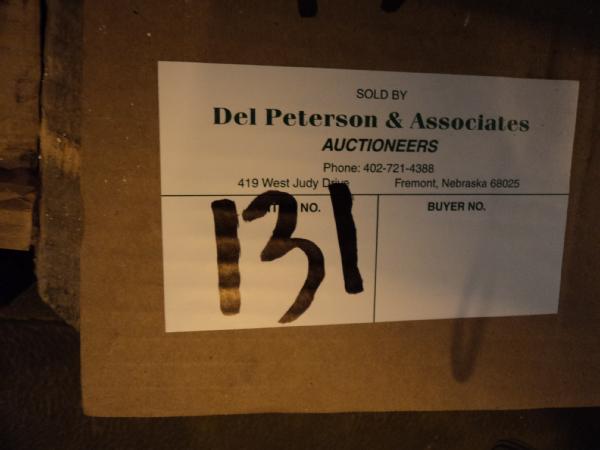 SOLD BY
Del Peterson & Associates
AUCTIONEERS
Phone: 402-721-4388
419 West Judy Drive Fremont, Nebraska 68025
NO. BUYER NO.
131